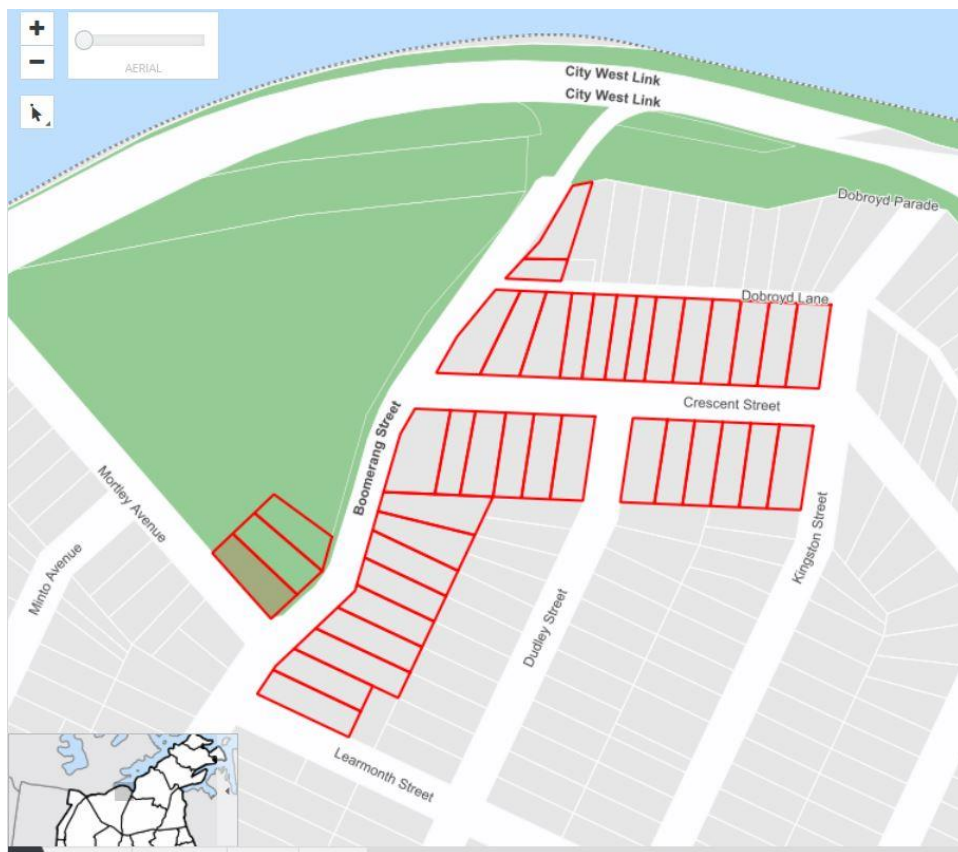 +
−
AERIAL
City West Link
City West Link
Dobroyd Parade
Dobroyd Lane
Crescent Street
Boomerang Street
Mortley Avenue
Minto Avenue
Kingston Street
Dudley Street
Learmonth Street